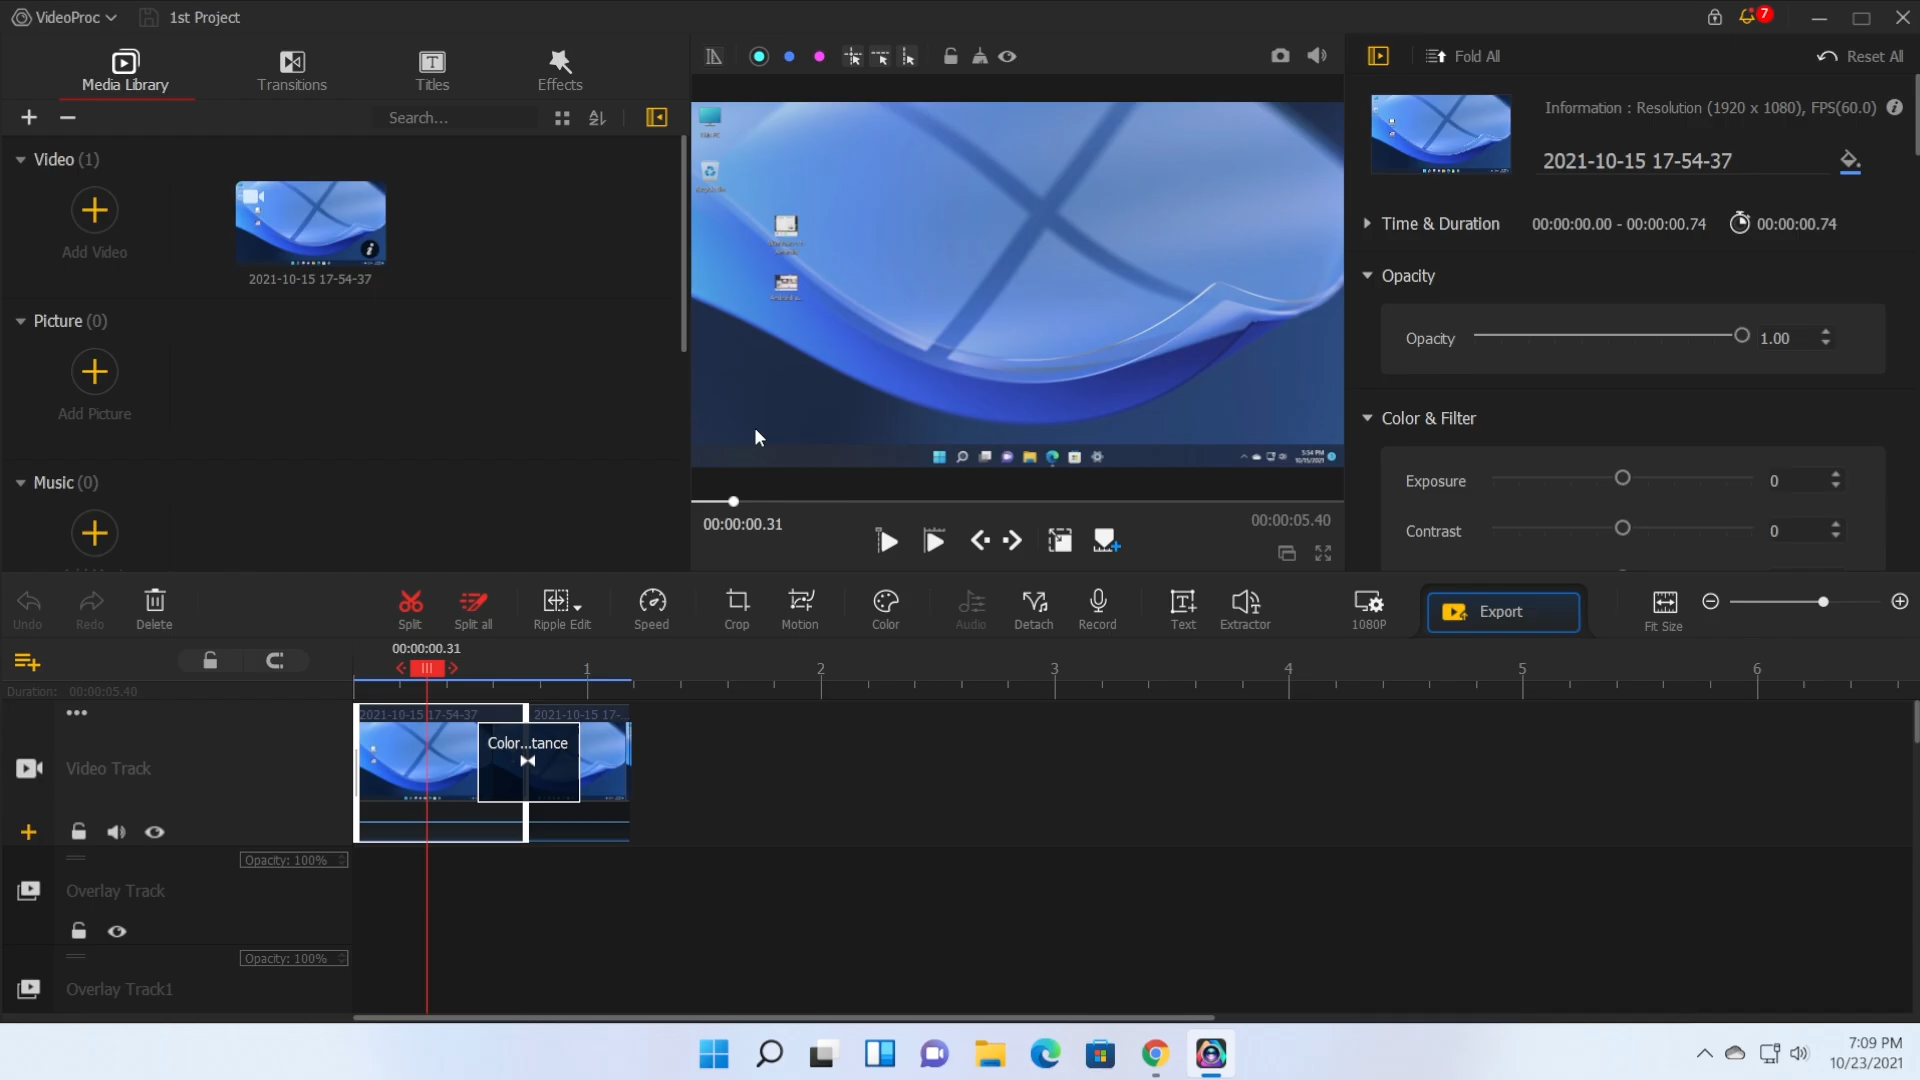 VideoProc
1st Project
7
Media Library
Transitions
Titles
Effects
Search...
Video (1)
Add Video
2021-10-15 17-54-37
Picture (0)
Add Picture
Music (0)
5:54 PM
10/15/2021
00:00:00.31
00:00:05.40
Fold All
Reset All
Information : Resolution (1920 x 1080), FPS(60.0)
2021-10-15 17-54-37
Time & Duration
00:00:00.00 - 00:00:00.74
00:00:00.74
Opacity
Opacity
1.00
Color & Filter
Exposure
0
Contrast
0
Undo
Redo
Delete
Split
Split all
Ripple Edit
Speed
Crop
Motion
Color
Audio
Detach
Record
Text
Extractor
1080P
Export
Fit Size
00:00:00.31
1
2
3
4
5
6
Duration: 00:00:05.40
2021-10-15 17-54-37
2021-10-15 17-...
Color...tance
Video Track
Opacity: 100%
Overlay Track
Opacity: 100%
Overlay Track1
7:09 PM
10/23/2021